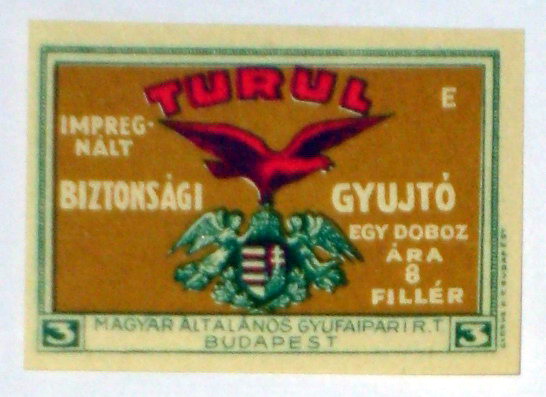 TURUL
E
IMPREG-
NÁLT
BIZTONSÁGI
GYUJTÓ
EGY DOBOZ
ÁRA
8
FILLÉR
3 MAGYAR ÁLTALÁNOS GYUFAIPARI R.T 3
BUDAPEST